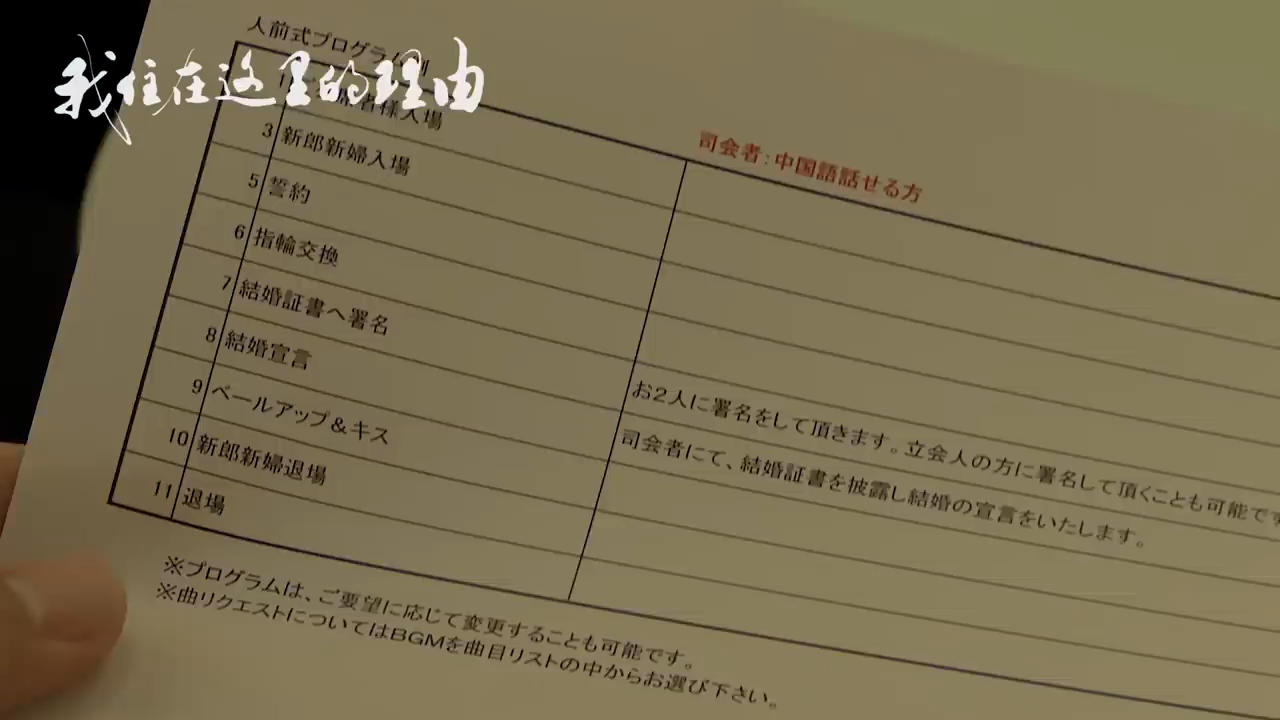 我住在这里的理由
人前式プログラム例
司会者：中国語話せる方
1 ご列席者様入場
3 新郎新婦入場
5 誓約
6 指輪交換
7 結婚証書へ署名 お2人に署名をして頂きます。立会人の方に署名して頂くことも可能です
8 結婚宣言 司会者にて、結婚証書を披露し結婚の宣言をいたします。
9 ベールアップ＆キス
10 新郎新婦退場
11 退場
※プログラムは、ご要望に応じて変更することも可能です。
※曲リクエストについてはBGMを曲目リストの中からお選び下さい。